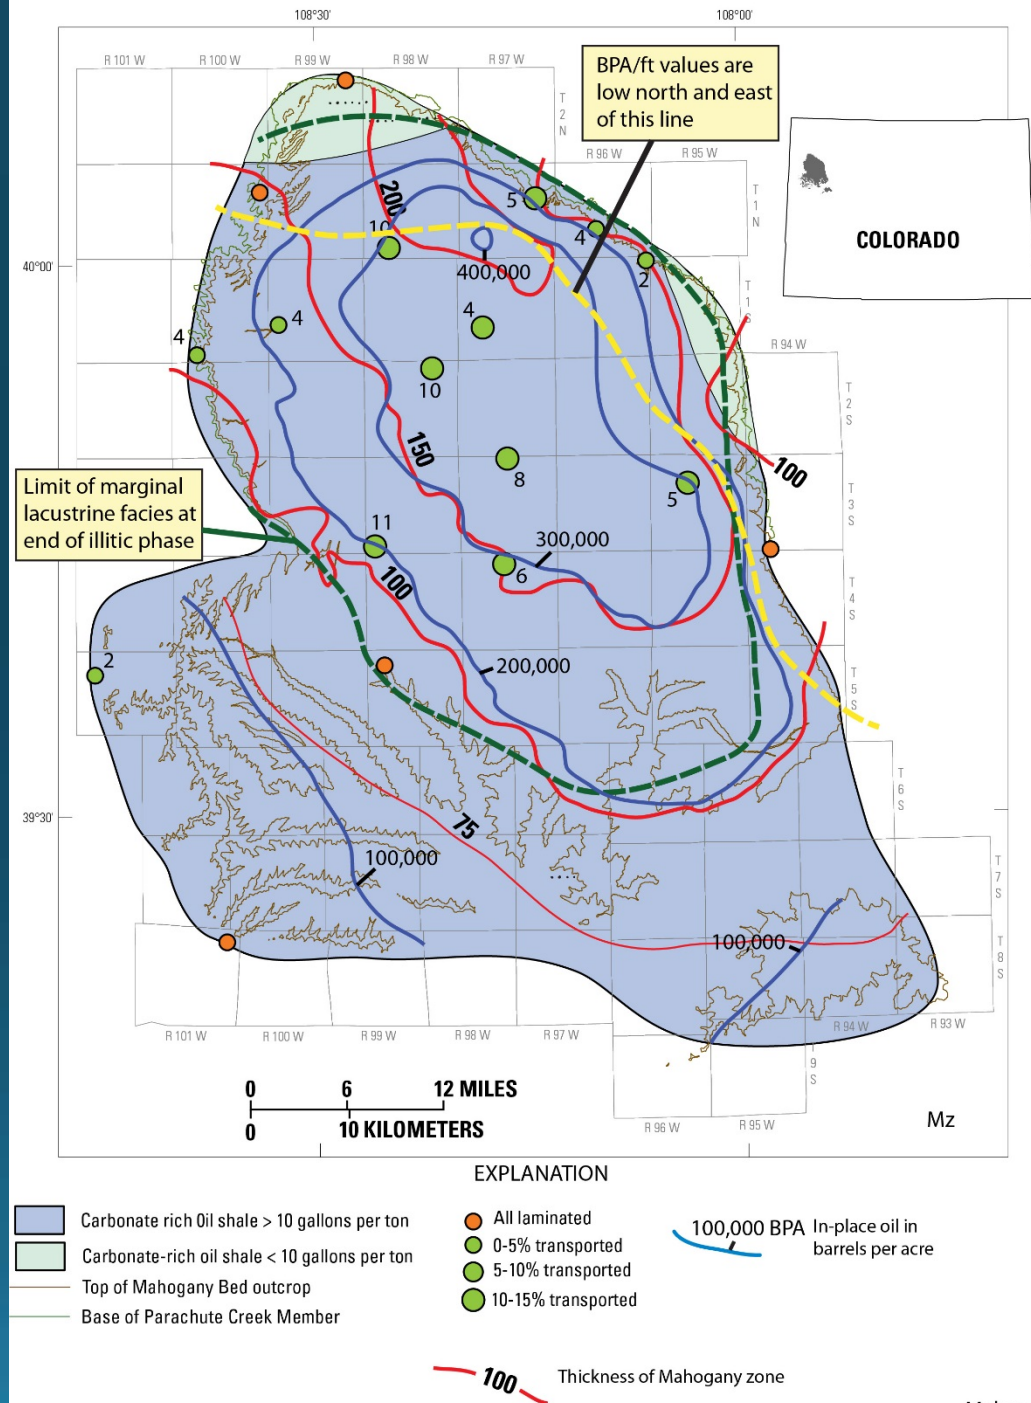 108°30'
108°00'
R 101 W
R 100 W
R 99 W
R 98 W
R 97 W
BPA/ft values are
low north and east
of this line
T
2
N
R 96 W
R 95 W
T
1
N
COLORADO
200
5
4
10
2
40°00'
400,000
T
1
S
4
4
4
R 94 W
10
T
2
S
150
100
8
5
Limit of marginal
lacustrine facies at
end of illitic phase
T
3
S
11
300,000
6
100
T
4
S
2
200,000
T
5
S
T
6
S
39°30'
75
100,000
T
7
S
100,000
T
8
S
R 101 W
R 100 W
R 99 W
R 98 W
R 97 W
R 94 W
R 93 W
9
S
0 6 12 MILES
0 10 KILOMETERS
R 96 W
R 95 W
Mz
EXPLANATION
Carbonate rich Oil shale > 10 gallons per ton
Carbonate-rich oil shale < 10 gallons per ton
Top of Mahogany Bed outcrop
Base of Parachute Creek Member
All laminated
0-5% transported
5-10% transported
10-15% transported
100,000 BPA
In-place oil in
barrels per acre
100
Thickness of Mahogany zone